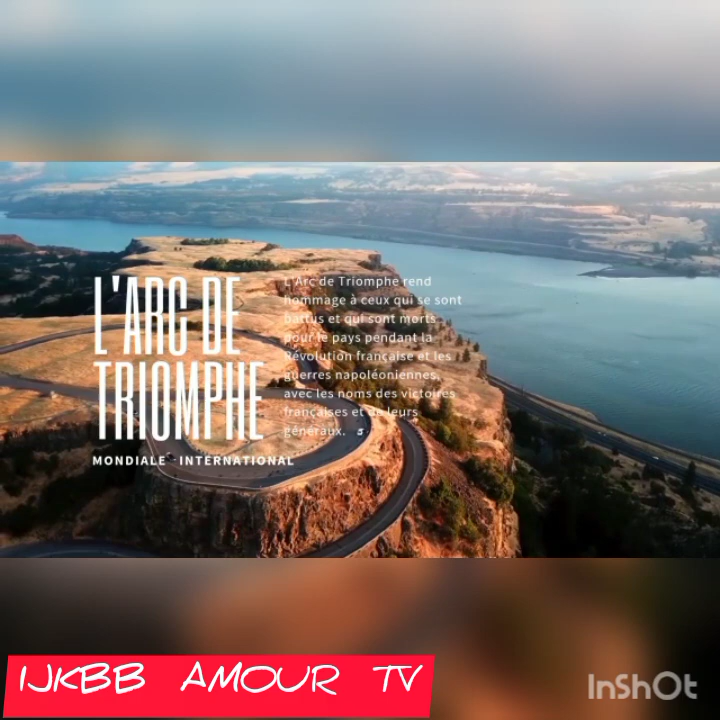 L'ARC DE
TRIOMPHE
MONDIALE INTERNATIONAL
L'Arc de Triomphe rend
hommage à ceux qui se sont
battus et qui sont morts
pour le pays pendant la
Révolution française et les
guerres napoléoniennes,
avec les noms des victoires
françaises et de leurs
généraux.
IJKBB AMOUR TV
InShOt